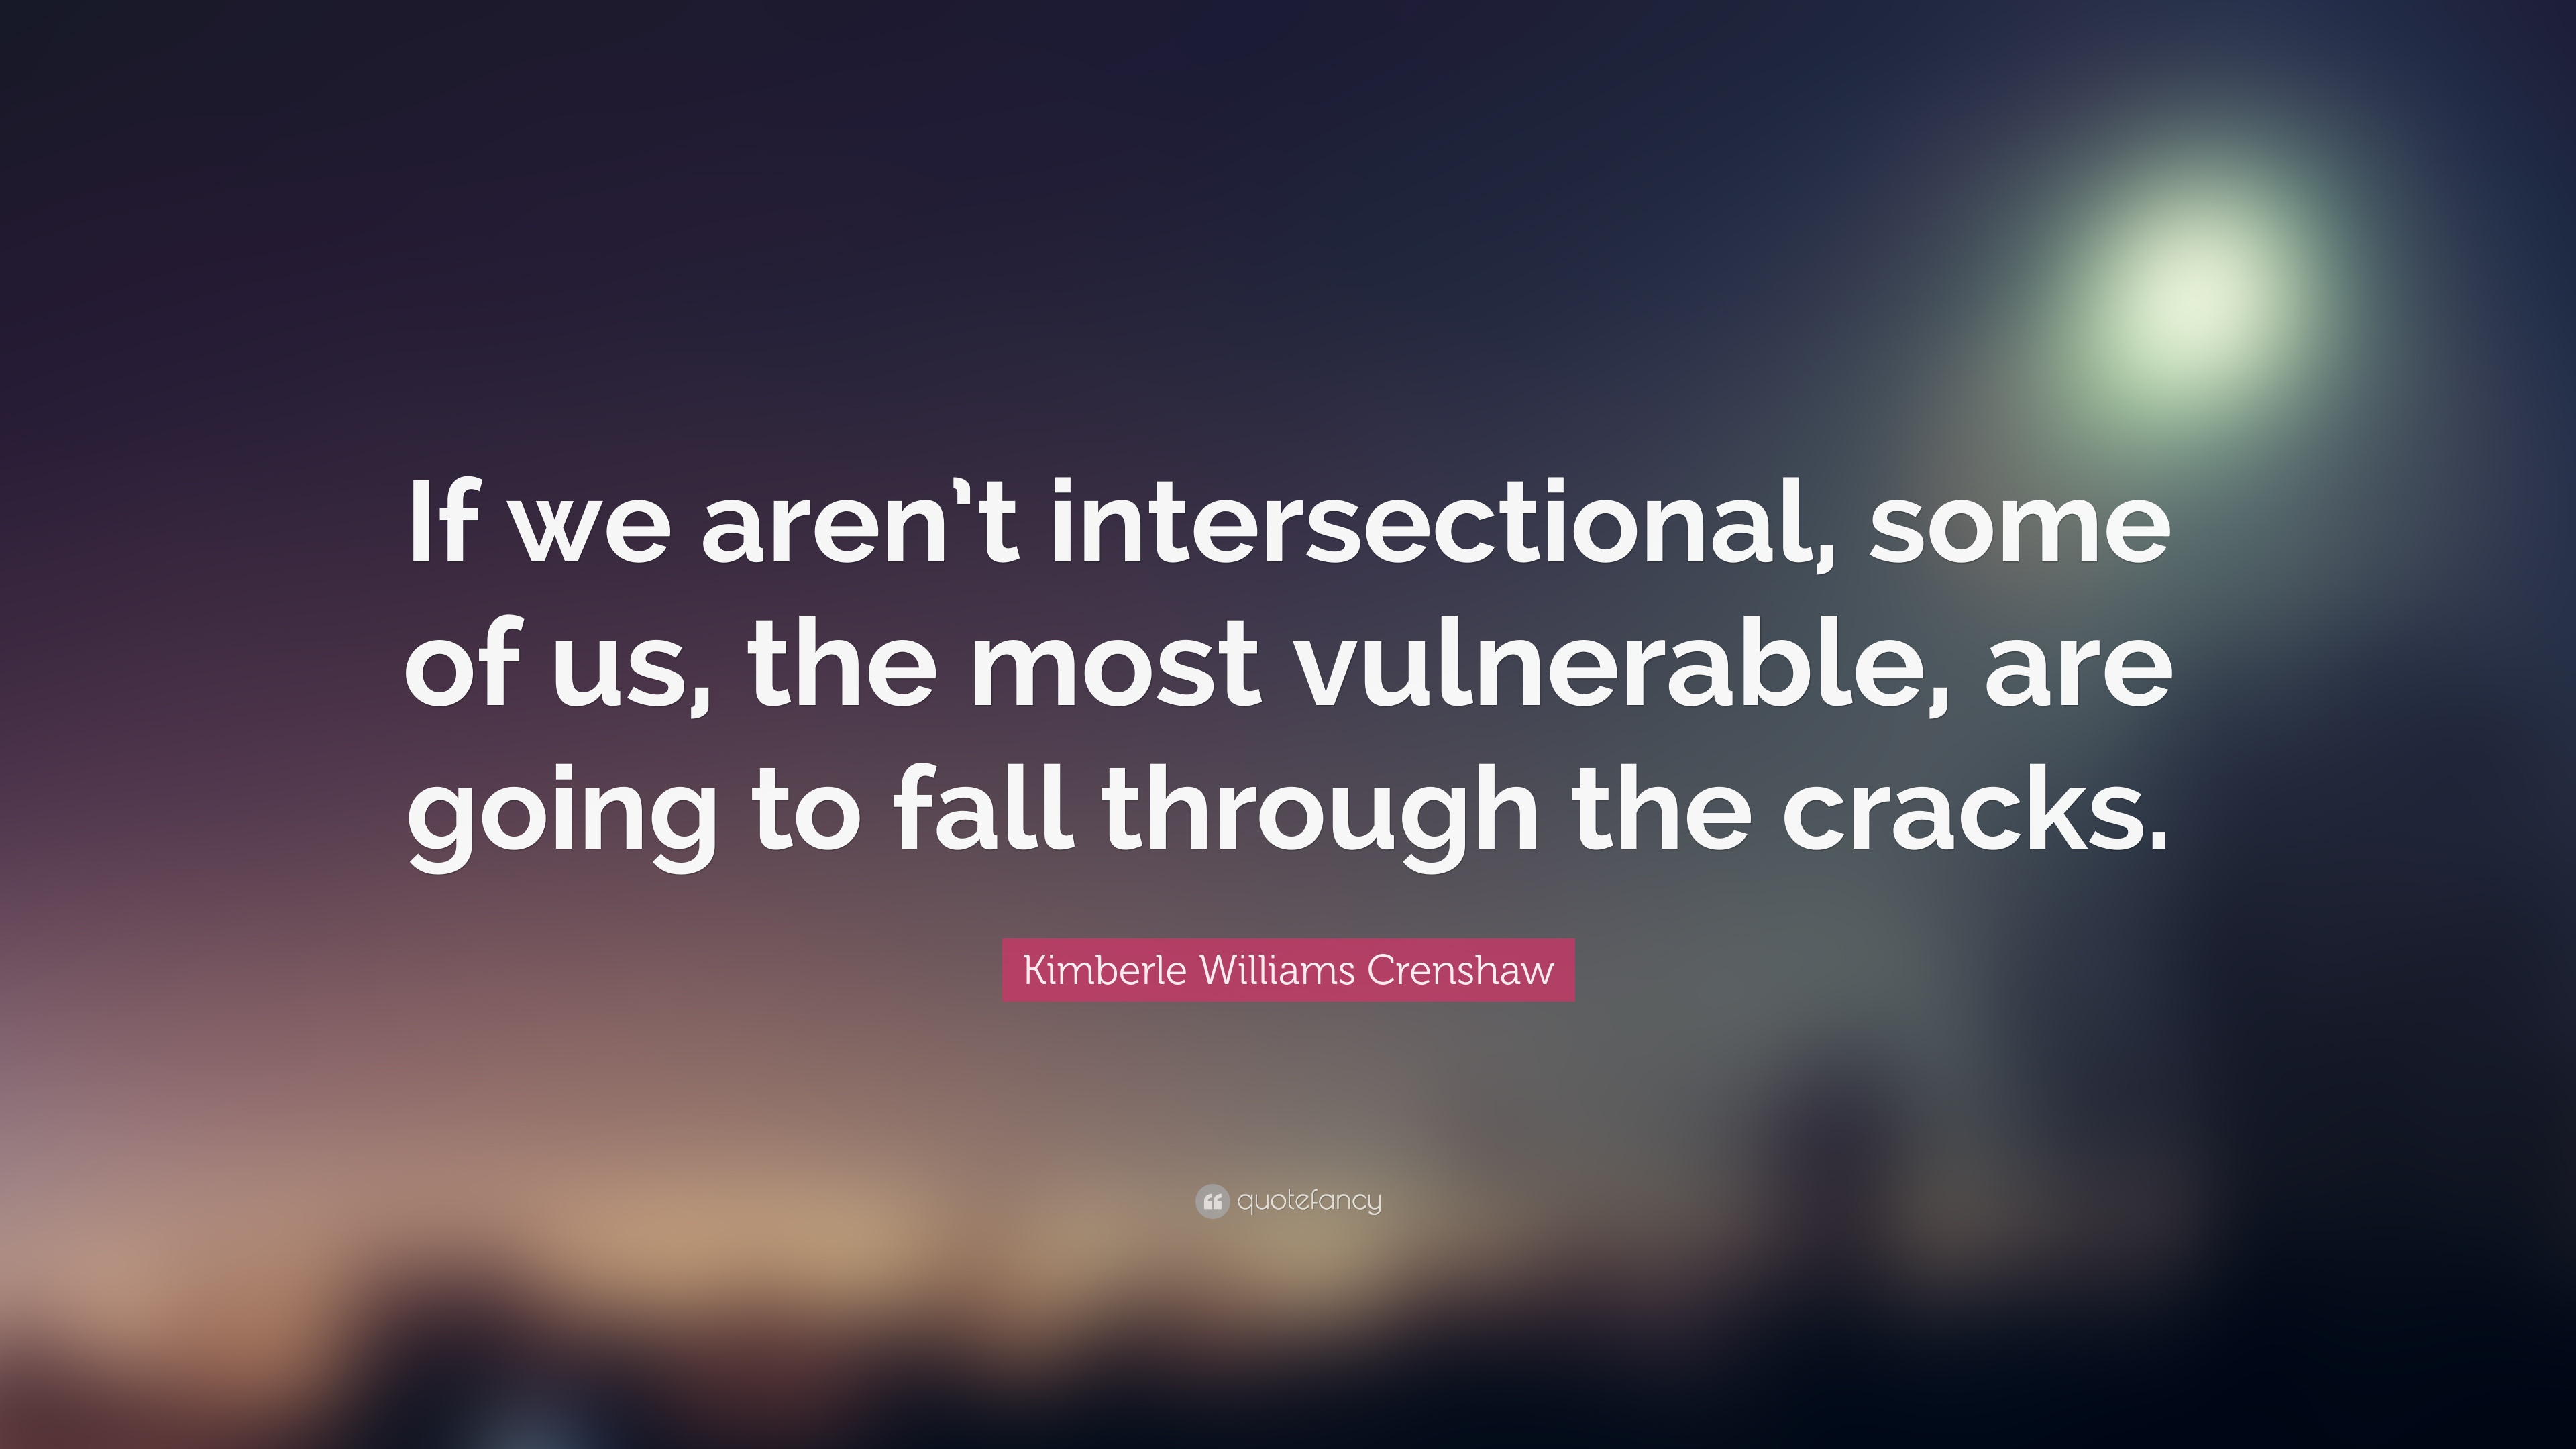 If we aren’t intersectional, some
of us, the most vulnerable, are
going to fall through the cracks.
Kimberle Williams Crenshaw
quotefancy